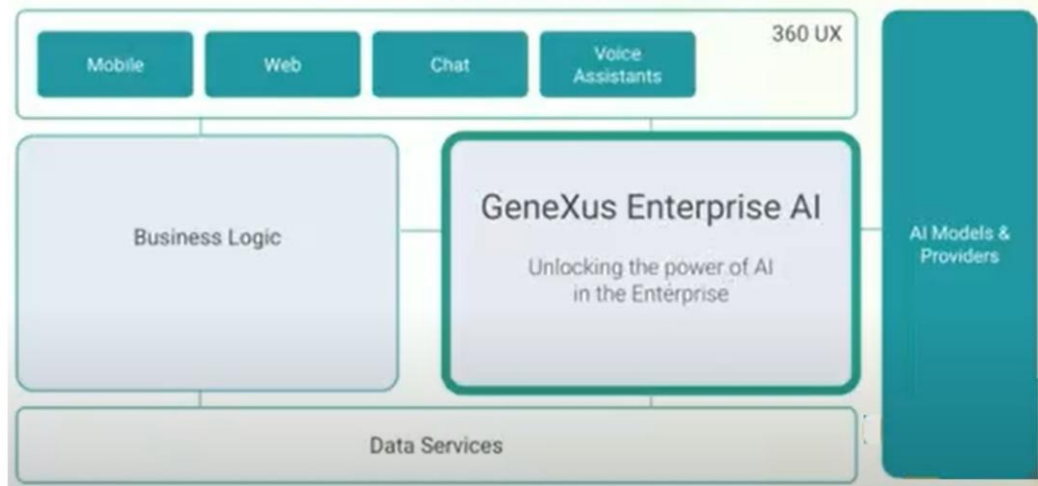 360 UX
Mobile
Web
Chat
Voice
Assistants
Business Logic
GeneXus Enterprise AI
Unlocking the power of AI
in the Enterprise
AI Models &
Providers
Data Services